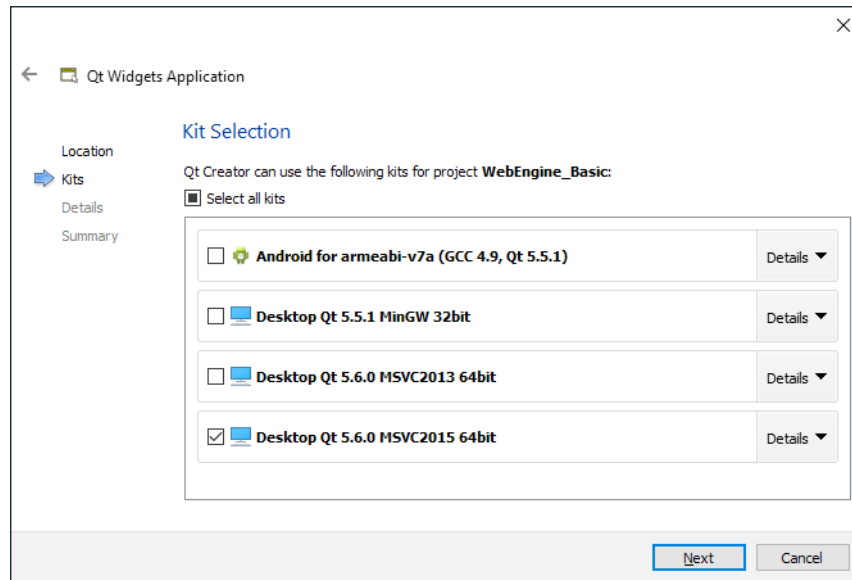 Qt Widgets Application
Kit Selection
Location
Kits
Details
Summary
Qt Creator can use the following kits for project WebEngine_Basic:
Select all kits
Android for armeabi-v7a (GCC 4.9, Qt 5.5.1) Details
Desktop Qt 5.5.1 MinGW 32bit Details
Desktop Qt 5.6.0 MSVC2013 64bit Details
Desktop Qt 5.6.0 MSVC2015 64bit Details
Next Cancel